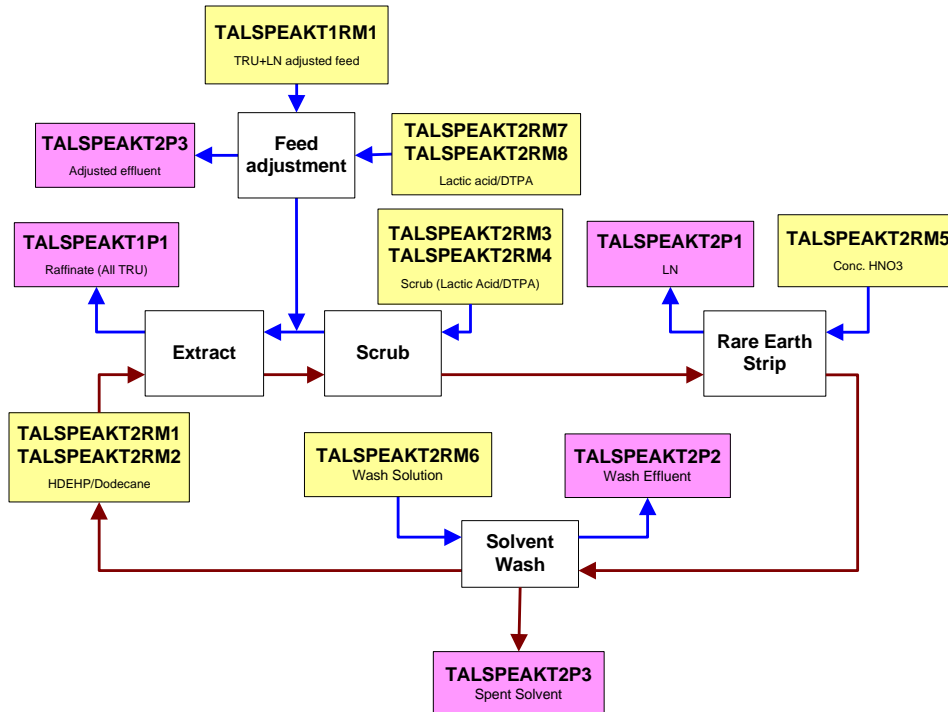 TALSPEAKT1RM1
TRU+LN adjusted feed
TALSPEAKT2P3
Adjusted effluent
Feed
adjustment
TALSPEAKT2RM7
TALSPEAKT2RM8
Lactic acid/DTPA
TALSPEAKT1P1
Raffinate (All TRU)
TALSPEAKT2RM3
TALSPEAKT2RM4
Scrub (Lactic Acid/DTPA)
TALSPEAKT2P1
LN
TALSPEAKT2RM5
Conc. HNO3
Extract
Scrub
Rare Earth
Strip
TALSPEAKT2RM1
TALSPEAKT2RM2
HDEHP/Dodecane
TALSPEAKT2RM6
Wash Solution
TALSPEAKT2P2
Wash Effluent
Solvent
Wash
TALSPEAKT2P3
Spent Solvent